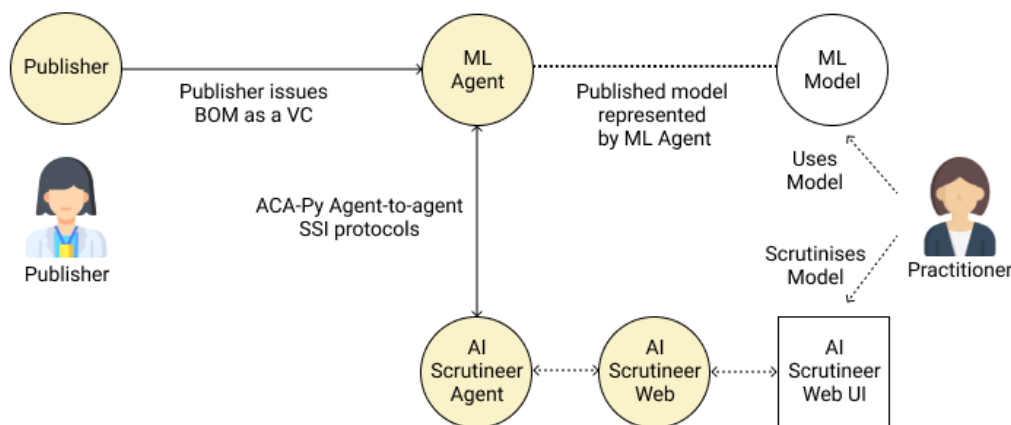 Publisher
ML
Agent
ML
Model
Publisher issues
BOM as a VC
Published model
represented
by ML Agent
Uses
Model
ACA-Py Agent-to-agent
SSI protocols
Publisher
Scrutinises
Model
Practitioner
AI
Scrutineer
Agent
AI
Scrutineer
Web
AI
Scrutineer
Web UI